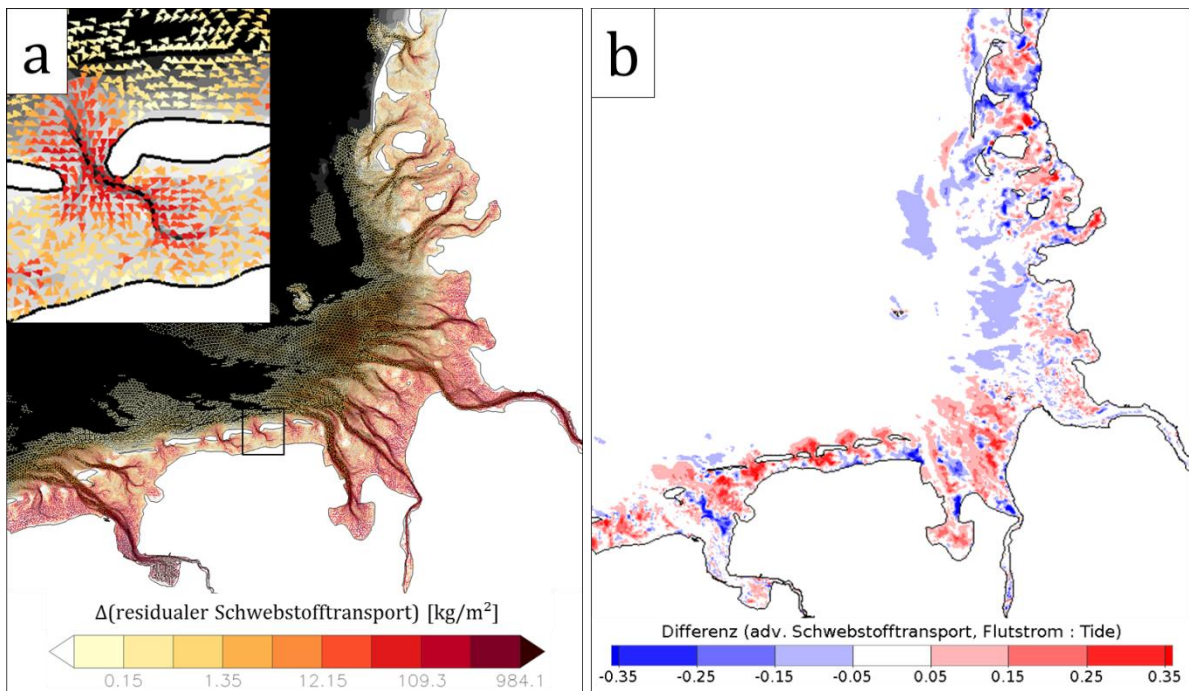 a
b
Δ(residualer Schwebstofftransport) [kg/m²]
0.15 1.35 12.15 109.3 984.1
Differenz (adv. Schwebstofftransport, Flutstrom : Tide)
-0.35 -0.25 -0.15 -0.05 0.05 0.15 0.25 0.35